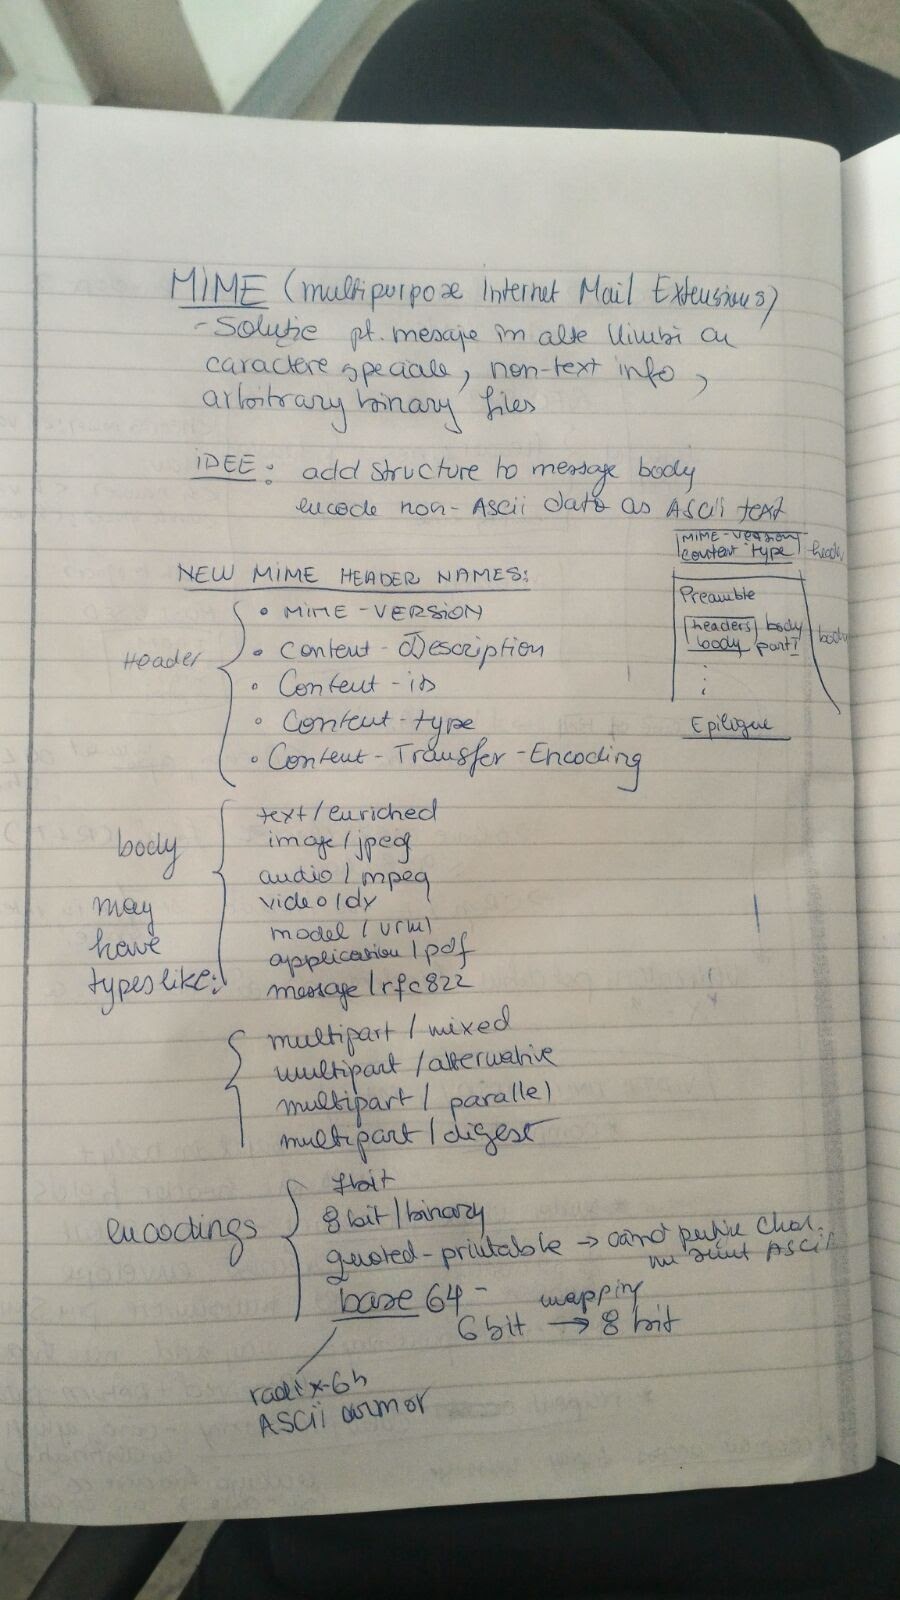 MIME (multipurpose Internet Mail Extensions)
- Soluție pt. mesaje în alte limbi cu
caractere speciale, non-text info,
arbitrary binary files
IDEE: add structure to message body
encode non-ASCII data as ASCII text
MIME-version
content type
header
Preamble
headers
body
body part 1
body
Epilogue
NEW MIME HEADER NAMES:
Header
• MIME-VERSION
• Content-Description
• Content-id
• Content-type
• Content-Transfer-Encoding
body
may
have
types like:
text/enriched
image/jpeg
audio/mpeg
video/dv
model/vrml
application/pdf
message/rfc822
multipart/mixed
multipart/alternative
multipart/parallel
multipart/digest
encodings
7bit
8bit/binary
quoted-printable → când puține char.
nu sunt ASCII
base 64 - mapping
6 bit → 8 bit
radix-64
ASCII armor